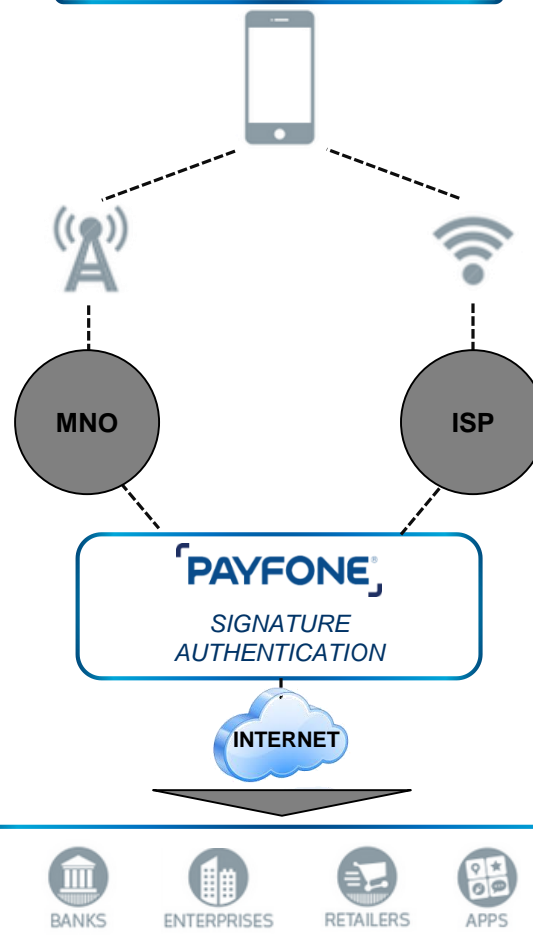 MNO
ISP
PAYFONE®
SIGNATURE
AUTHENTICATION
INTERNET
BANKS
ENTERPRISES
RETAILERS
APPS